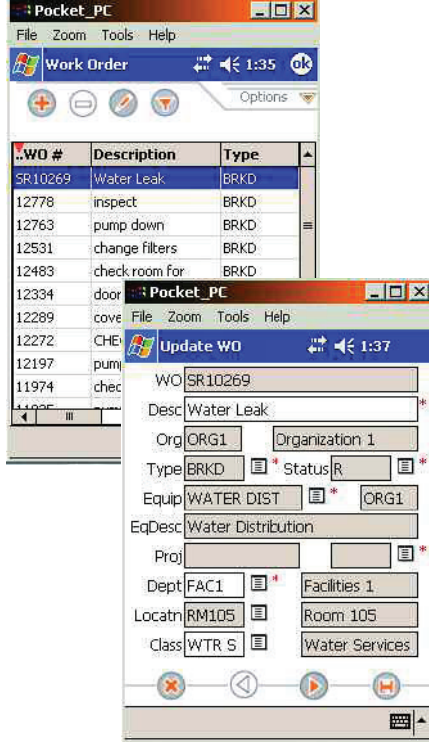 Pocket_PC
File Zoom Tools Help
Work Order 1:35 ok
Options
..WO # Description Type
SR10269 Water Leak BRKD
12778 inspect BRKD
12763 pump down BRKD
12531 change filters BRKD
12483 check room for BRKD
12334 door
12289 cove
12272 CHE
12197 pum
11974 chec
Pocket_PC
File Zoom Tools Help
Update WO 1:37
WO SR10269
Desc Water Leak *
Org ORG1 Organization 1
Type BRKD * Status R *
Equip WATER DIST * ORG1
EqDesc Water Distribution
Proj *
Dept FAC1 * Facilities 1
Locatn RM105 Room 105
Class WTR S Water Services